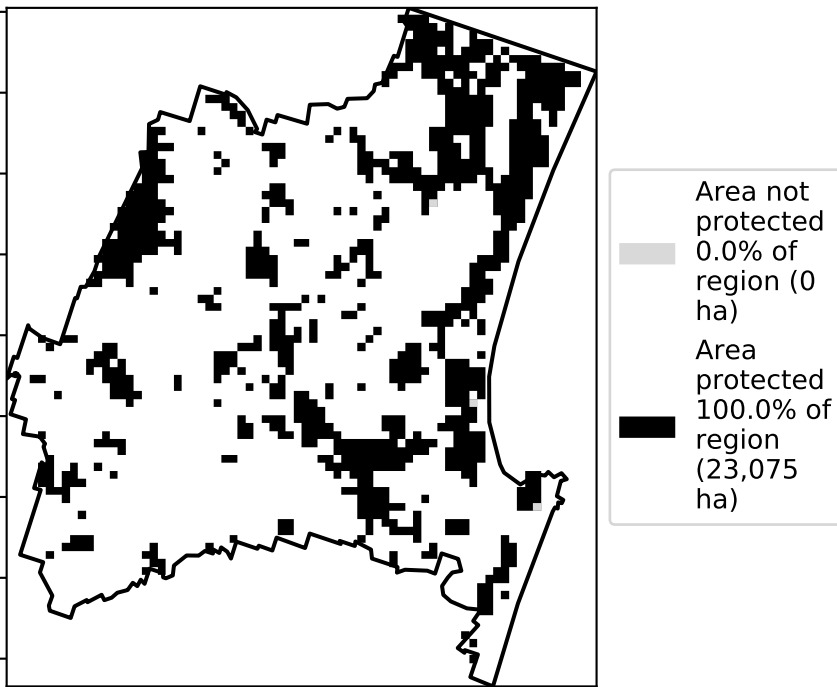 Area not
protected
0.0% of
region (0
ha)
Area
protected
100.0% of
region
(23,075
ha)